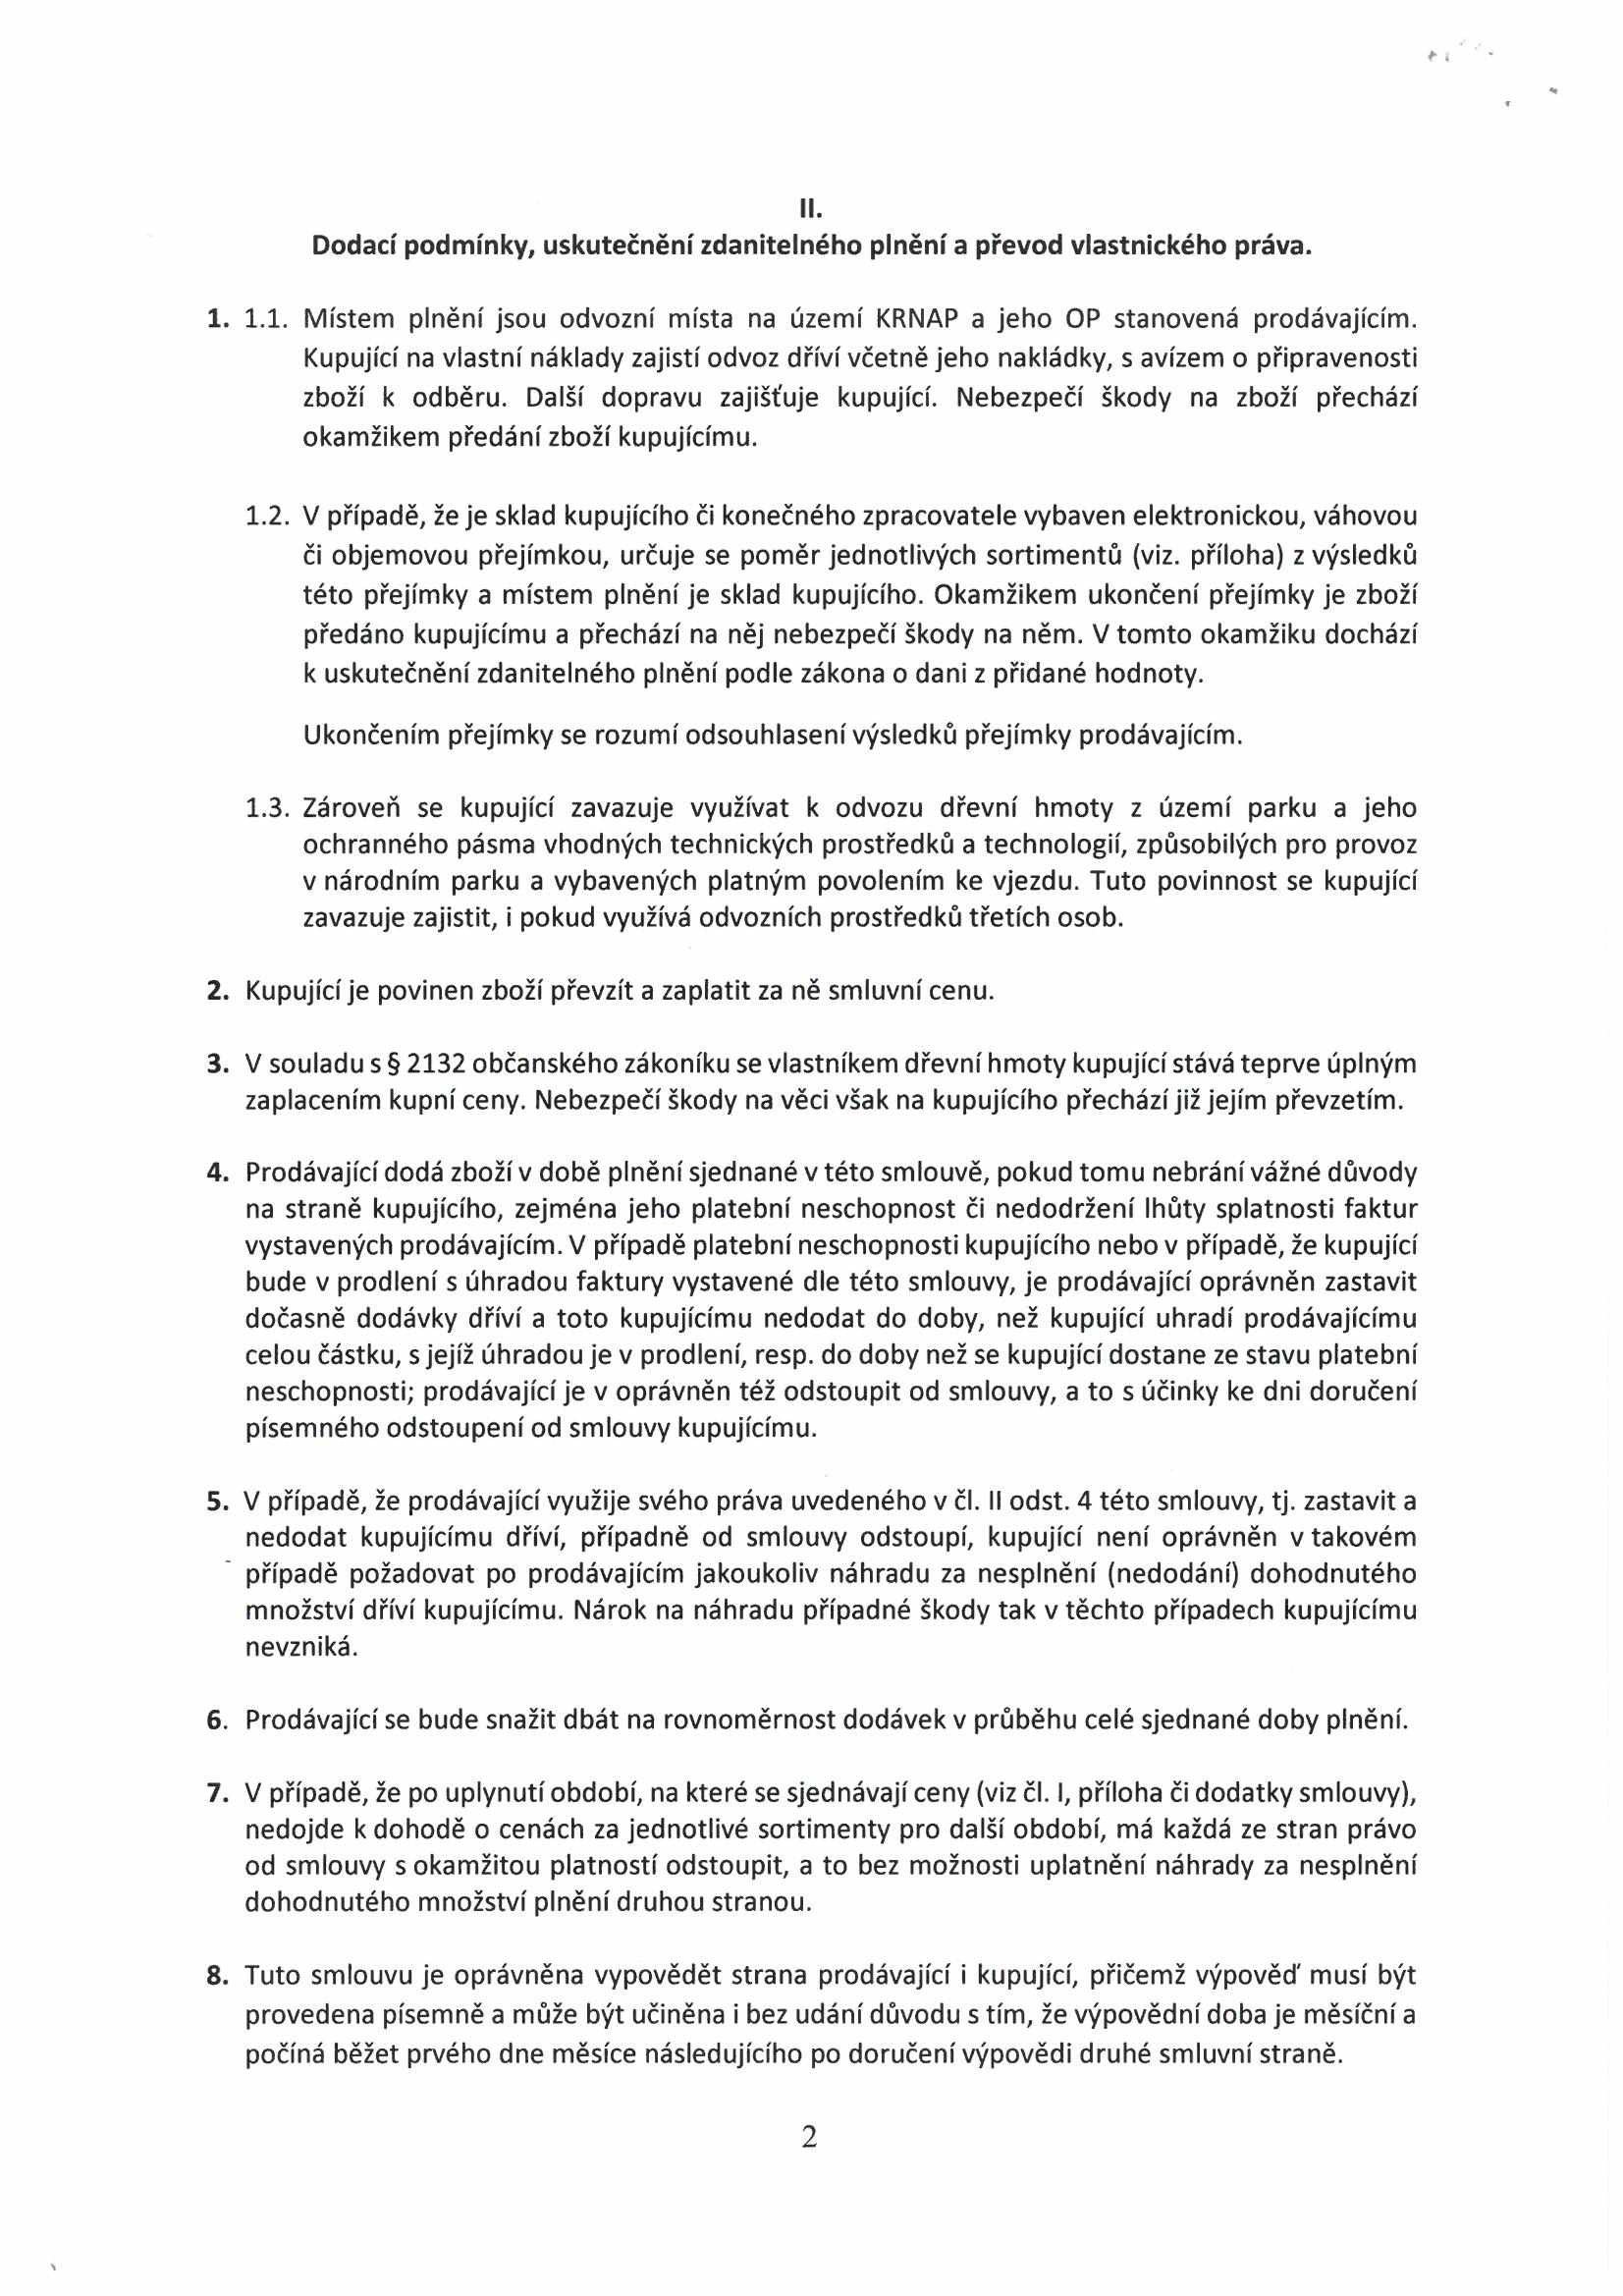 II.
Dodací podmínky, uskutečnění zdanitelného plnění a převod vlastnického práva.
1. 1.1. Místem plnění jsou odvozní místa na území KRNAP a jeho OP stanovená prodávajícím.
Kupující na vlastní náklady zajistí odvoz dříví včetně jeho nakládky, s avízem o připravenosti
zboží k odběru. Další dopravu zajišťuje kupující. Nebezpečí škody na zboží přechází
okamžikem předání zboží kupujícímu.
1.2. V případě, že je sklad kupujícího či konečného zpracovatele vybaven elektronickou, váhovou
či objemovou přejímkou, určuje se poměr jednotlivých sortimentů (viz. příloha) z výsledků
této přejímky a místem plnění je sklad kupujícího. Okamžikem ukončení přejímky je zboží
předáno kupujícímu a přechází na něj nebezpečí škody na něm. V tomto okamžiku dochází
k uskutečnění zdanitelného plnění podle zákona o dani z přidané hodnoty.
Ukončením přejímky se rozumí odsouhlasení výsledků přejímky prodávajícím.
1.3. Zároveň se kupující zavazuje využívat k odvozu dřevní hmoty z území parku a jeho
ochranného pásma vhodných technických prostředků a technologií, způsobilých pro provoz
v národním parku a vybavených platným povolením ke vjezdu. Tuto povinnost se kupující
zavazuje zajistit, i pokud využívá odvozních prostředků třetích osob.
2. Kupující je povinen zboží převzít a zaplatit za ně smluvní cenu.
3. V souladu s § 2132 občanského zákoníku se vlastníkem dřevní hmoty kupující stává teprve úplným
zaplacením kupní ceny. Nebezpečí škody na věci však na kupujícího přechází již jejím převzetím.
4. Prodávající dodá zboží v době plnění sjednané v této smlouvě, pokud tomu nebrání vážné důvody
na straně kupujícího, zejména jeho platební neschopnost či nedodržení lhůty splatnosti faktur
vystavených prodávajícím. V případě platební neschopnosti kupujícího nebo v případě, že kupující
bude v prodlení s úhradou faktury vystavené dle této smlouvy, je prodávající oprávněn zastavit
dočasně dodávky dříví a toto kupujícímu nedodat do doby, než kupující uhradí prodávajícímu
celou částku, s jejíž úhradou je v prodlení, resp. do doby než se kupující dostane ze stavu platební
neschopnosti; prodávající je v oprávněn též odstoupit od smlouvy, a to s účinky ke dni doručení
písemného odstoupení od smlouvy kupujícímu.
5. V případě, že prodávající využije svého práva uvedeného v čl. II odst. 4 této smlouvy, tj. zastavit a
nedodat kupujícímu dříví, případně od smlouvy odstoupí, kupující není oprávněn v takovém
případě požadovat po prodávajícím jakoukoliv náhradu za nesplnění (nedodání) dohodnutého
množství dříví kupujícímu. Nárok na náhradu případné škody tak v těchto případech kupujícímu
nevzniká.
6. Prodávající se bude snažit dbát na rovnoměrnost dodávek v průběhu celé sjednané doby plnění.
7. V případě, že po uplynutí období, na které se sjednávají ceny (viz čl. I, příloha či dodatky smlouvy),
nedojde k dohodě o cenách za jednotlivé sortimenty pro další období, má každá ze stran právo
od smlouvy s okamžitou platností odstoupit, a to bez možnosti uplatnění náhrady za nesplnění
dohodnutého množství plnění druhou stranou.
8. Tuto smlouvu je oprávněna vypovědět strana prodávající i kupující, přičemž výpověď musí být
provedena písemně a může být učiněna i bez udání důvodu s tím, že výpovědní doba je měsíční a
počíná běžet prvého dne měsíce následujícího po doručení výpovědi druhé smluvní straně.
2